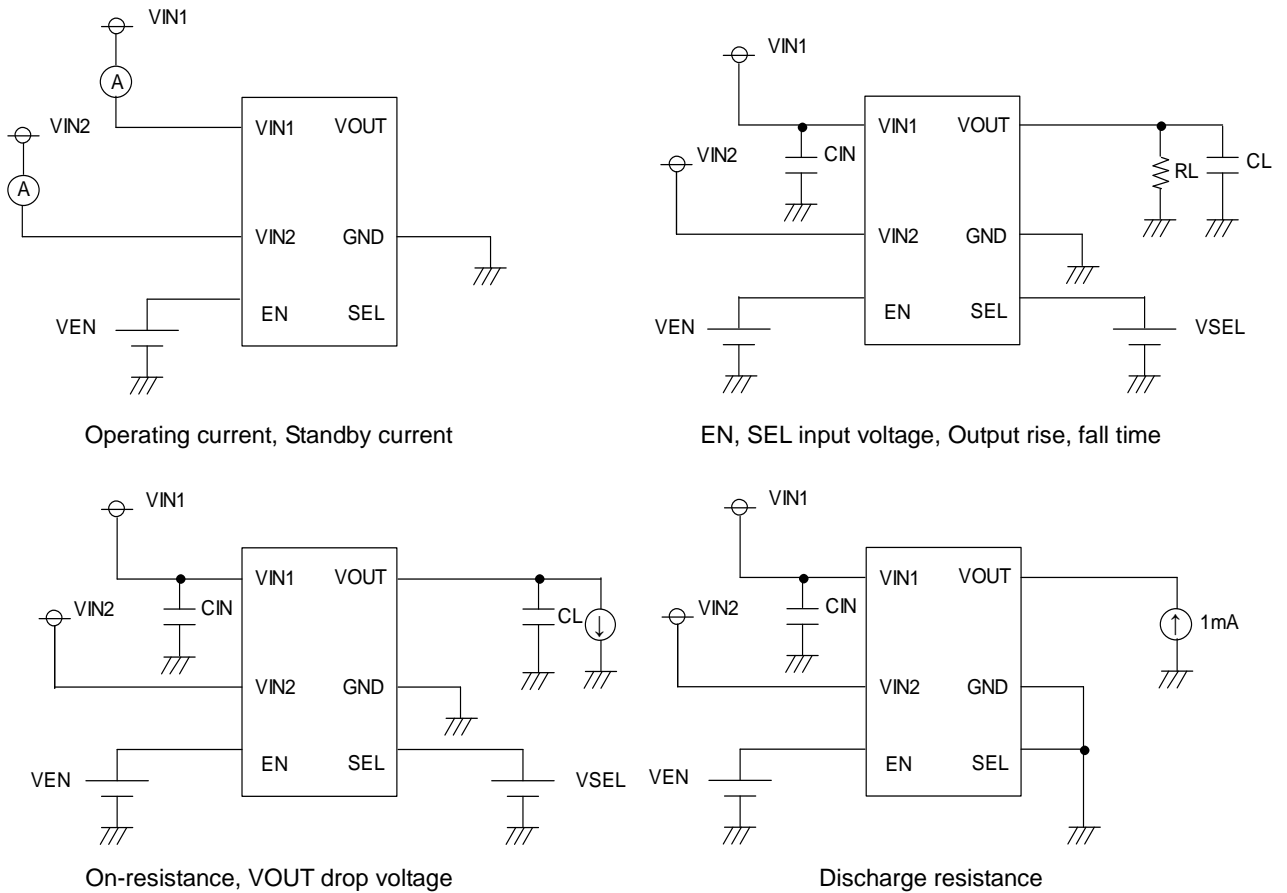 VIN1
A
VIN2
A
VIN1 VOUT
VIN2 GND
EN SEL
VEN
Operating current, Standby current
VIN1
VIN2
CIN
VIN1 VOUT
RL
CL
VIN2 GND
EN SEL
VEN
VSEL
EN, SEL input voltage, Output rise, fall time
VIN1
VIN2
CIN
VIN1 VOUT
CL
VIN2 GND
EN SEL
VEN
VSEL
On-resistance, VOUT drop voltage
VIN1
VIN2
CIN
VIN1 VOUT
1mA
VIN2 GND
EN SEL
VEN
Discharge resistance